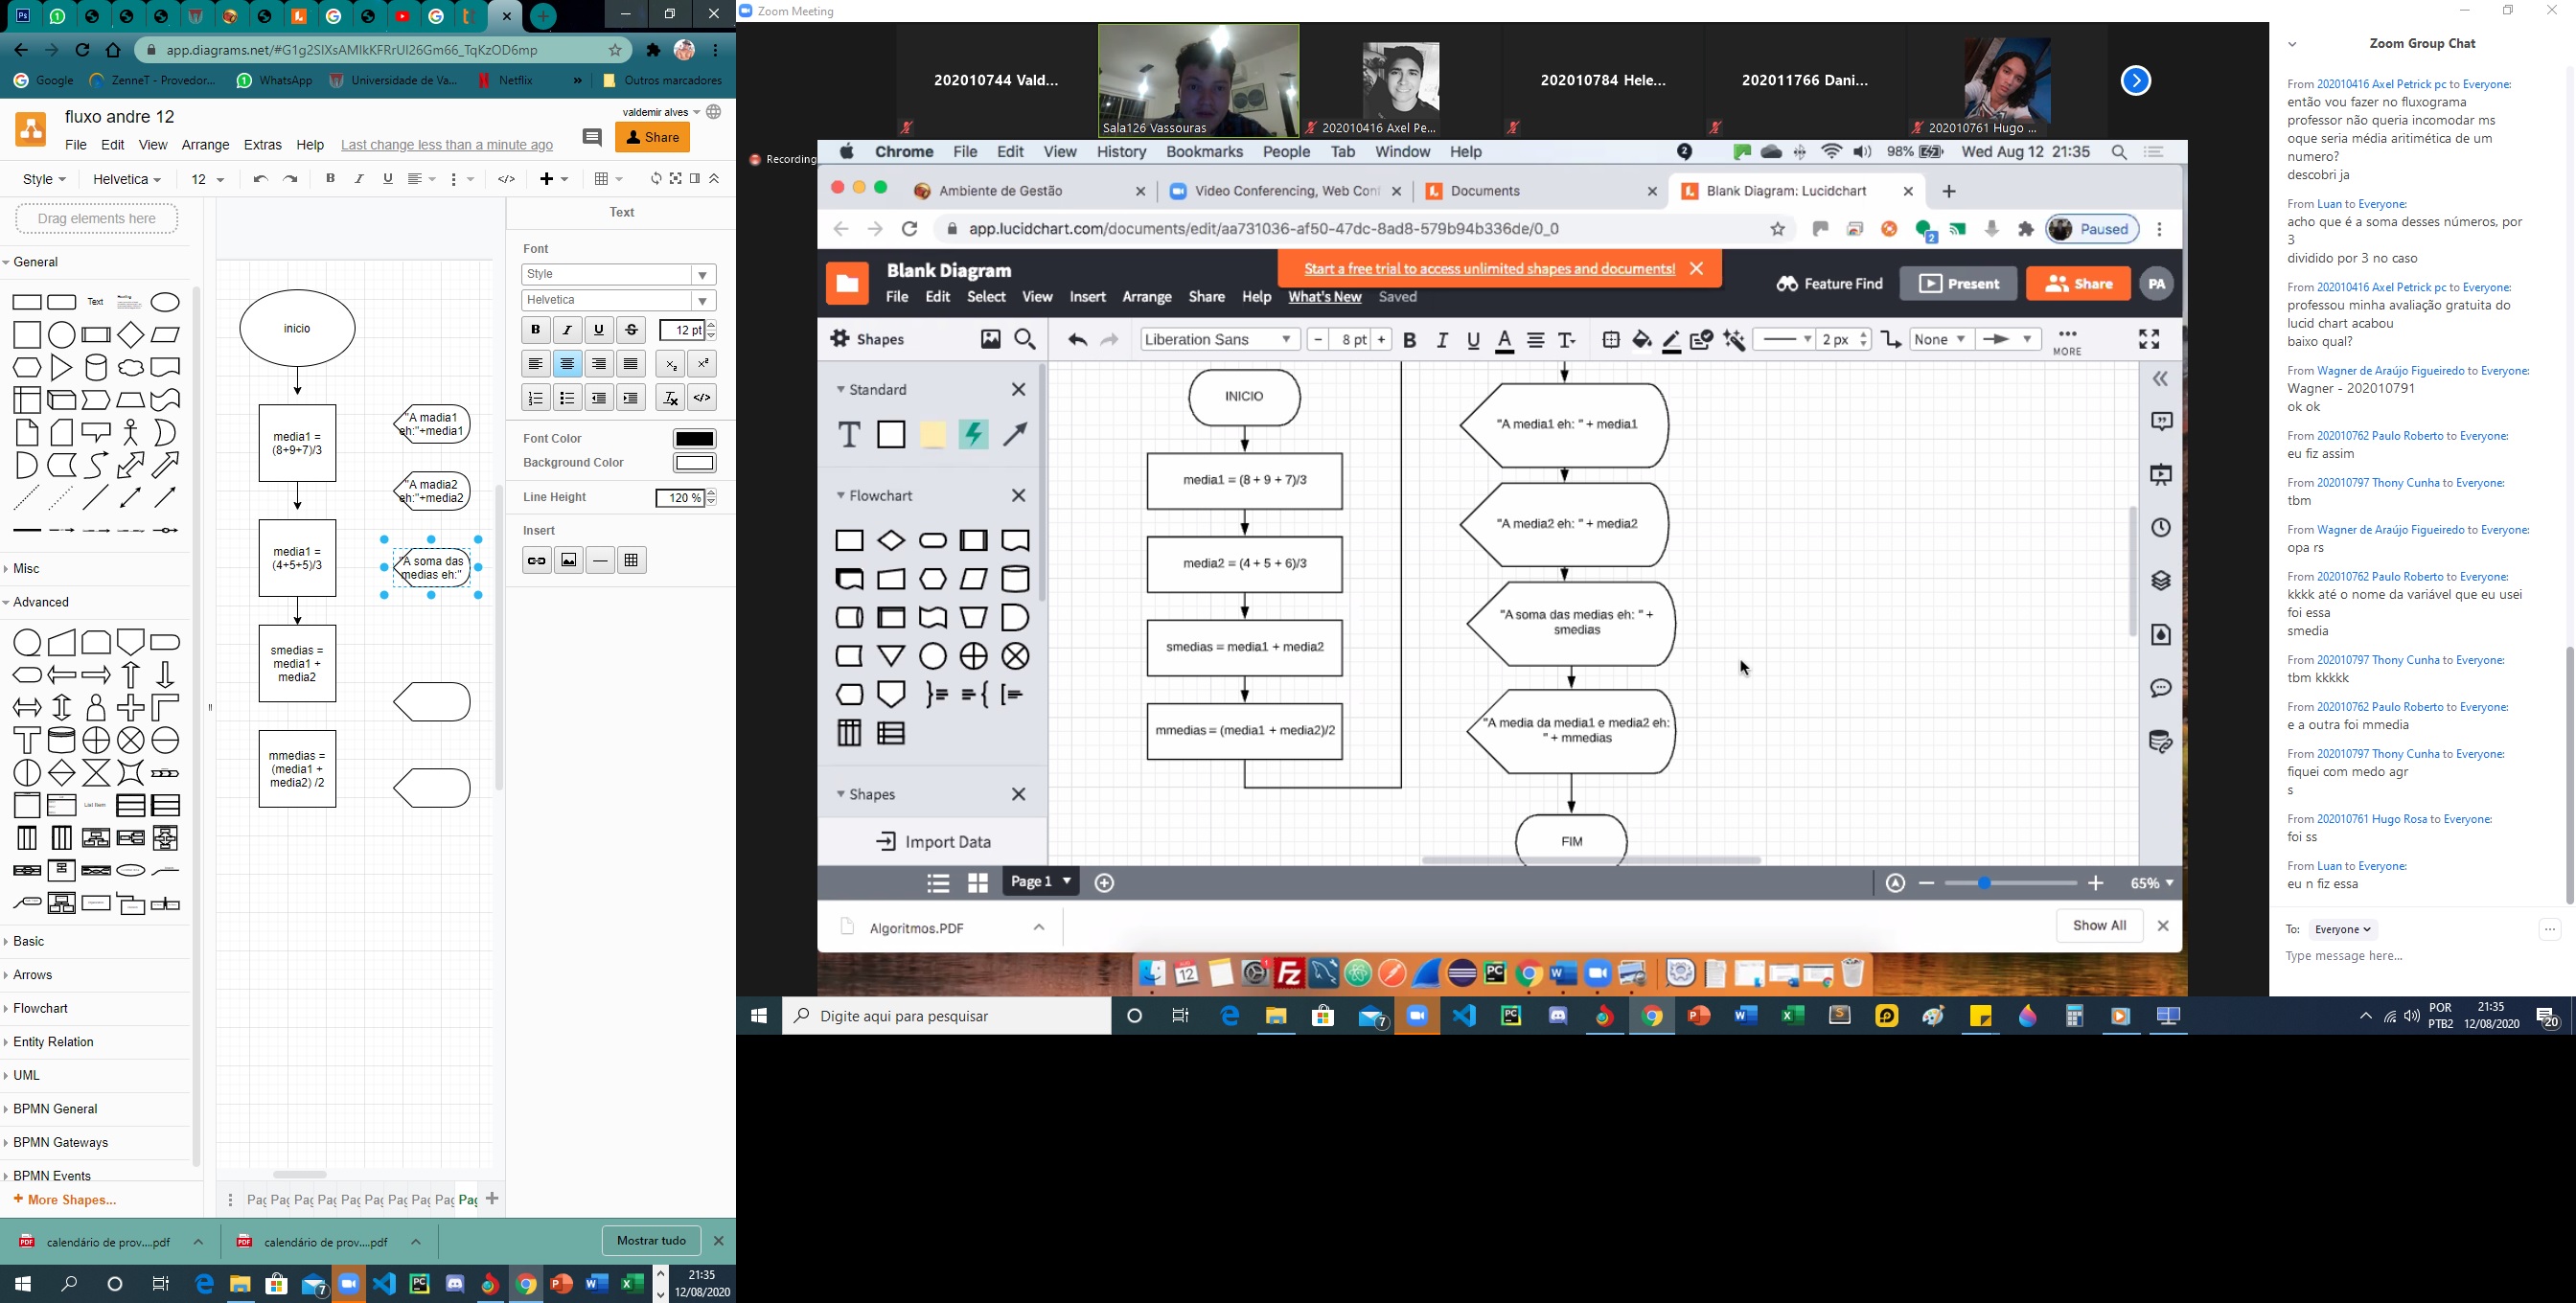 app.diagrams.net/#G1g2SlXsAMIkKFRrUI26Gm66_TqKzOD6mp
Google
ZenneT - Provedor...
WhatsApp
Universidade de Va...
Netflix
»
Outros marcadores
fluxo andre 12
valdemir alves
File Edit View Arrange Extras Help Last change less than a minute ago
Share
Style Helvetica 12
Drag elements here
General
Text
Misc
Advanced
List Item
Basic
Arrows
Flowchart
Entity Relation
UML
BPMN General
BPMN Gateways
BPMN Events
+ More Shapes...
inicio
media1 =
(8+9+7)/3
media1 =
(4+5+5)/3
smedias =
media1 +
media2
mmedias =
(media1 +
media2) /2
"A madia1
eh:"+media1
"A madia2
eh:"+media2
"A soma das
medias eh:"
Text
Font
Style
Helvetica
B I U S 12 pt
Font Color
Background Color
Line Height 120 %
Insert
Pag Pag Pag Pag Pag Pag Pag Pag Pag Pag
calendário de prov....pdf
calendário de prov....pdf
Mostrar tudo
21:35
12/08/2020
Zoom Meeting
202010744 Vald...
Sala126 Vassouras
202010416 Axel Pe...
202010784 Hele...
202011766 Dani...
202010761 Hugo ...
Recording
Chrome File Edit View History Bookmarks People Tab Window Help
98% Wed Aug 12 21:35
Ambiente de Gestão
Video Conferencing, Web Conf
Documents
Blank Diagram: Lucidchart
app.lucidchart.com/documents/edit/aa731036-af50-47dc-8ad8-579b94b336de/0_0
Paused
Blank Diagram
Start a free trial to access unlimited shapes and documents!
File Edit Select View Insert Arrange Share Help What's New Saved
Feature Find
Present
Share
PA
Shapes
Liberation Sans
8 pt
2 px
None
MORE
Standard
Flowchart
Shapes
Import Data
INICIO
media1 = (8 + 9 + 7)/3
media2 = (4 + 5 + 6)/3
smedias = media1 + media2
mmedias = (media1 + media2)/2
"A media1 eh: " + media1
"A media2 eh: " + media2
"A soma das medias eh: " +
smedias
"A media da media1 e media2 eh:
" + mmedias
FIM
Page 1
65%
Algoritmos.PDF
Show All
Digite aqui para pesquisar
POR
PTB2
21:35
12/08/2020
20
Zoom Group Chat
From 202010416 Axel Petrick pc to Everyone:
então vou fazer no fluxograma
professor não queria incomodar ms
oque seria média aritimética de um
numero?
descobri ja
From Luan to Everyone:
acho que é a soma desses números, por
3
dividido por 3 no caso
From 202010416 Axel Petrick pc to Everyone:
professou minha avaliação gratuita do
lucid chart acabou
baixo qual?
From Wagner de Araújo Figueiredo to Everyone:
Wagner - 202010791
ok ok
From 202010762 Paulo Roberto to Everyone:
eu fiz assim
From 202010797 Thony Cunha to Everyone:
tbm
From Wagner de Araújo Figueiredo to Everyone:
opa rs
From 202010762 Paulo Roberto to Everyone:
kkkk até o nome da variável que eu usei
foi essa
smedia
From 202010797 Thony Cunha to Everyone:
tbm kkkkk
From 202010762 Paulo Roberto to Everyone:
e a outra foi mmedia
From 202010797 Thony Cunha to Everyone:
fiquei com medo agr
s
From 202010761 Hugo Rosa to Everyone:
foi ss
From Luan to Everyone:
eu n fiz essa
To: Everyone
Type message here...